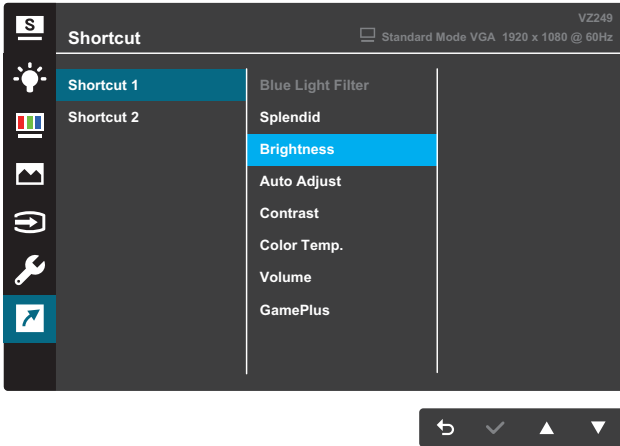 S
VZ249
Shortcut
Standard Mode VGA 1920 x 1080 @ 60Hz
Shortcut 1
Shortcut 2
Blue Light Filter
Splendid
Brightness
Auto Adjust
Contrast
Color Temp.
Volume
GamePlus